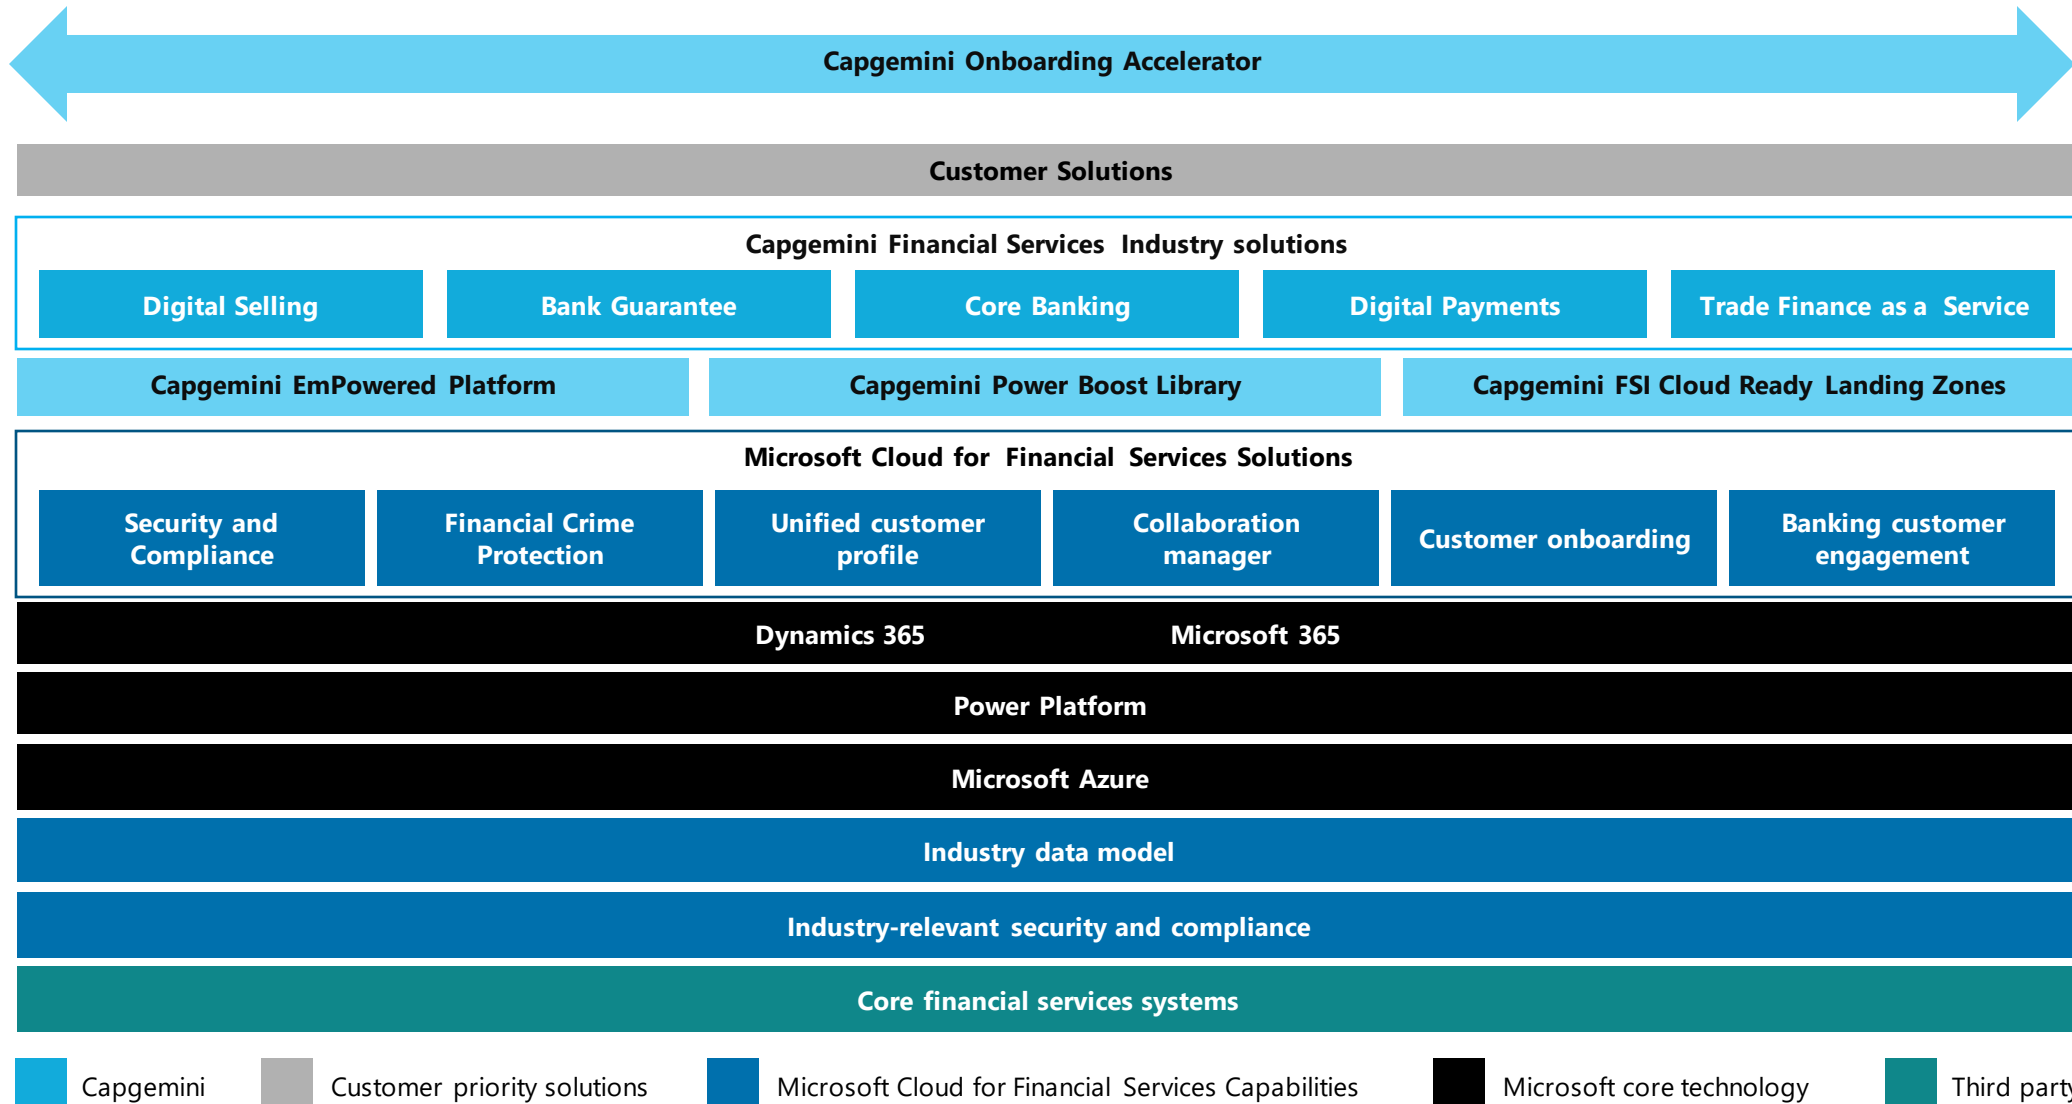 Capgemini Onboarding Accelerator
Customer Solutions
Capgemini Financial Services Industry solutions
Digital Selling
Bank Guarantee
Core Banking
Digital Payments
Trade Finance as a Service
Capgemini EmPowered Platform
Capgemini Power Boost Library
Capgemini FSI Cloud Ready Landing Zones
Microsoft Cloud for Financial Services Solutions
Security and
Compliance
Financial Crime
Protection
Unified customer
profile
Collaboration
manager
Customer onboarding
Banking customer
engagement
Dynamics 365
Microsoft 365
Power Platform
Microsoft Azure
Industry data model
Industry-relevant security and compliance
Core financial services systems
Capgemini
Customer priority solutions
Microsoft Cloud for Financial Services Capabilities
Microsoft core technology
Third party